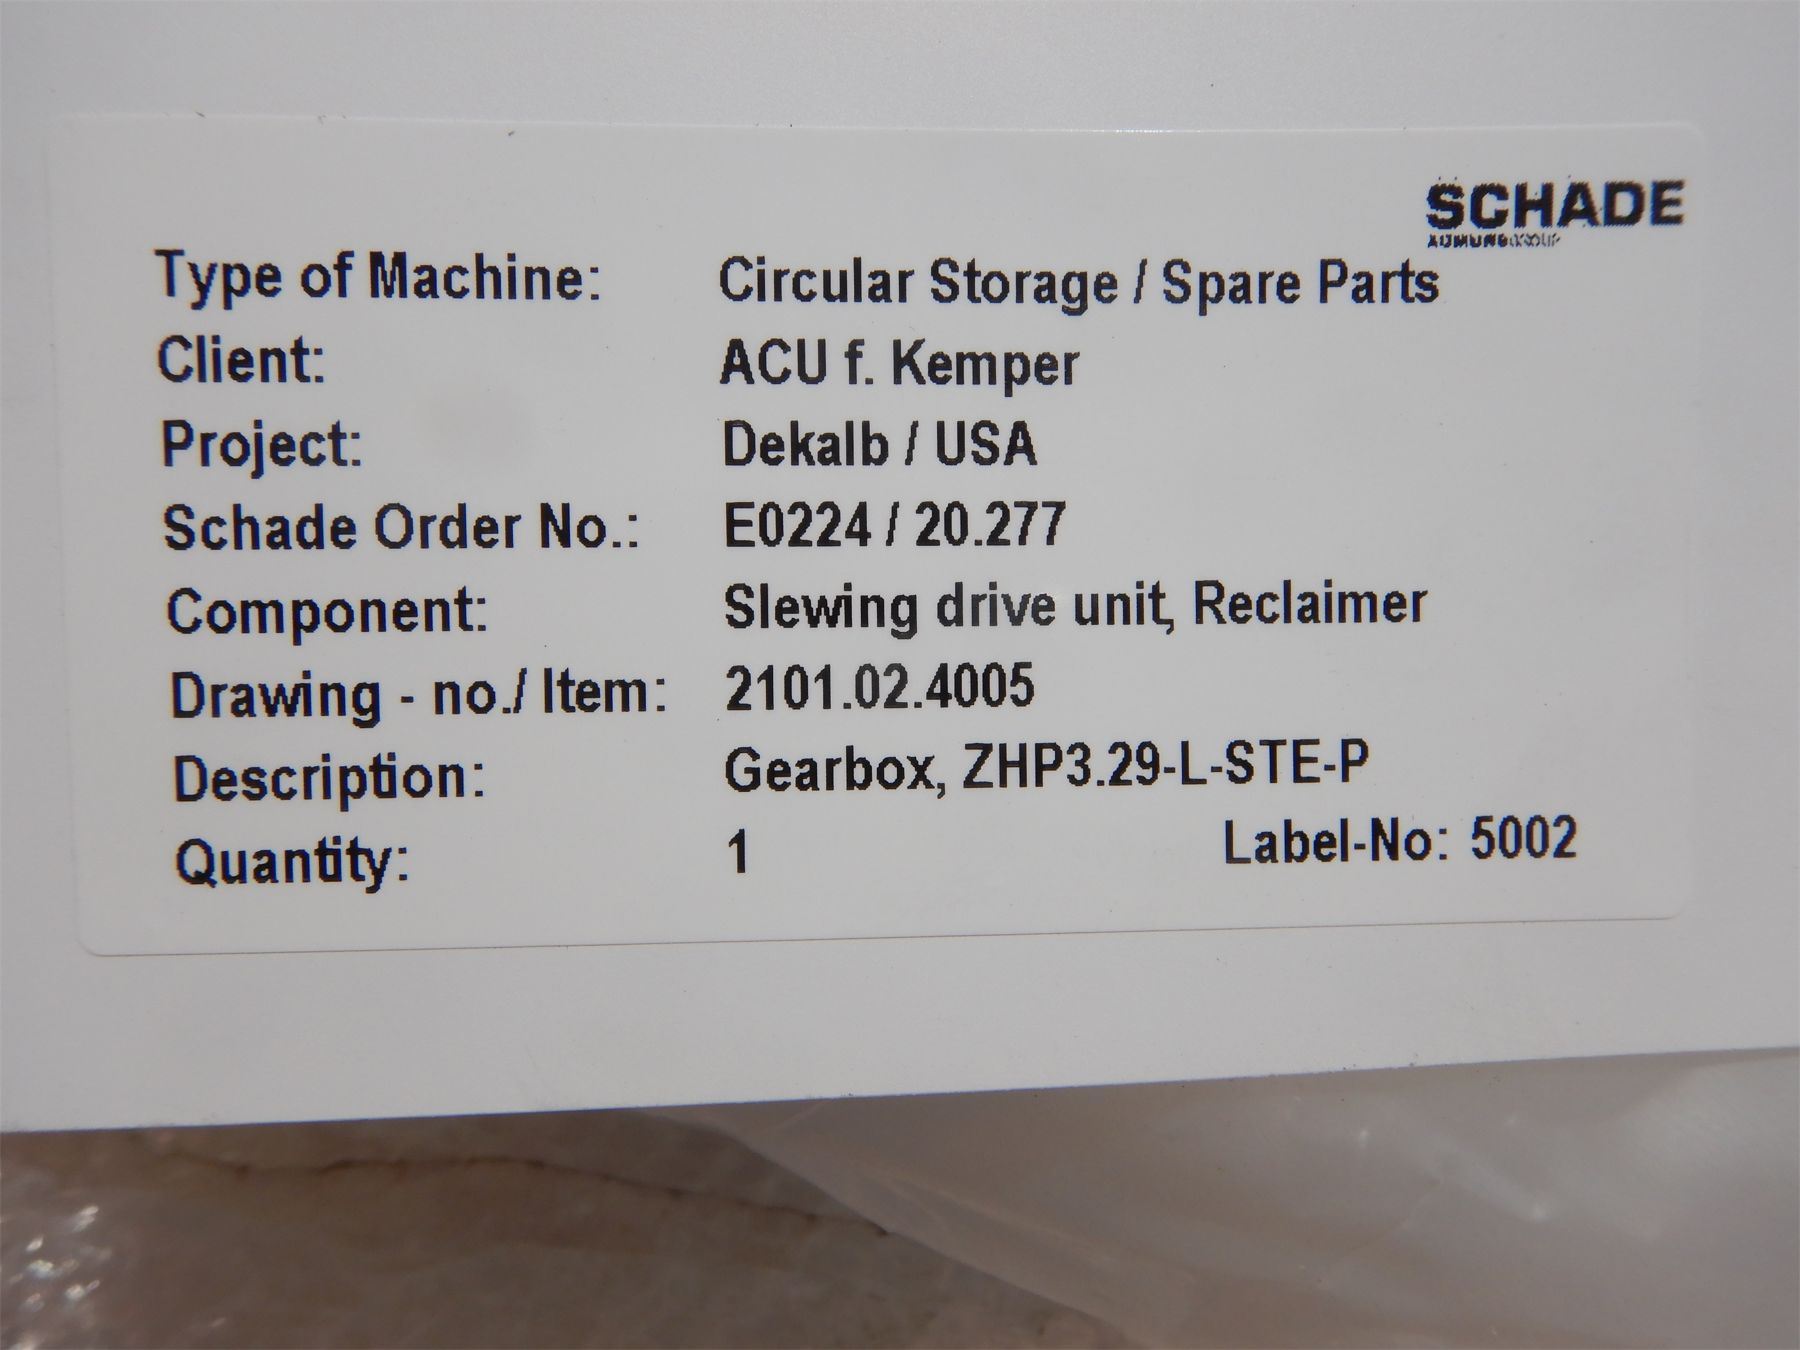 SCHADE
Type of Machine: Circular Storage / Spare Parts
Client: ACU f. Kemper
Project: Dekalb / USA
Schade Order No.: E0224 / 20.277
Component: Slewing drive unit, Reclaimer
Drawing - no./ Item: 2101.02.4005
Description: Gearbox, ZHP3.29-L-STE-P
Quantity: 1 Label-No: 5002